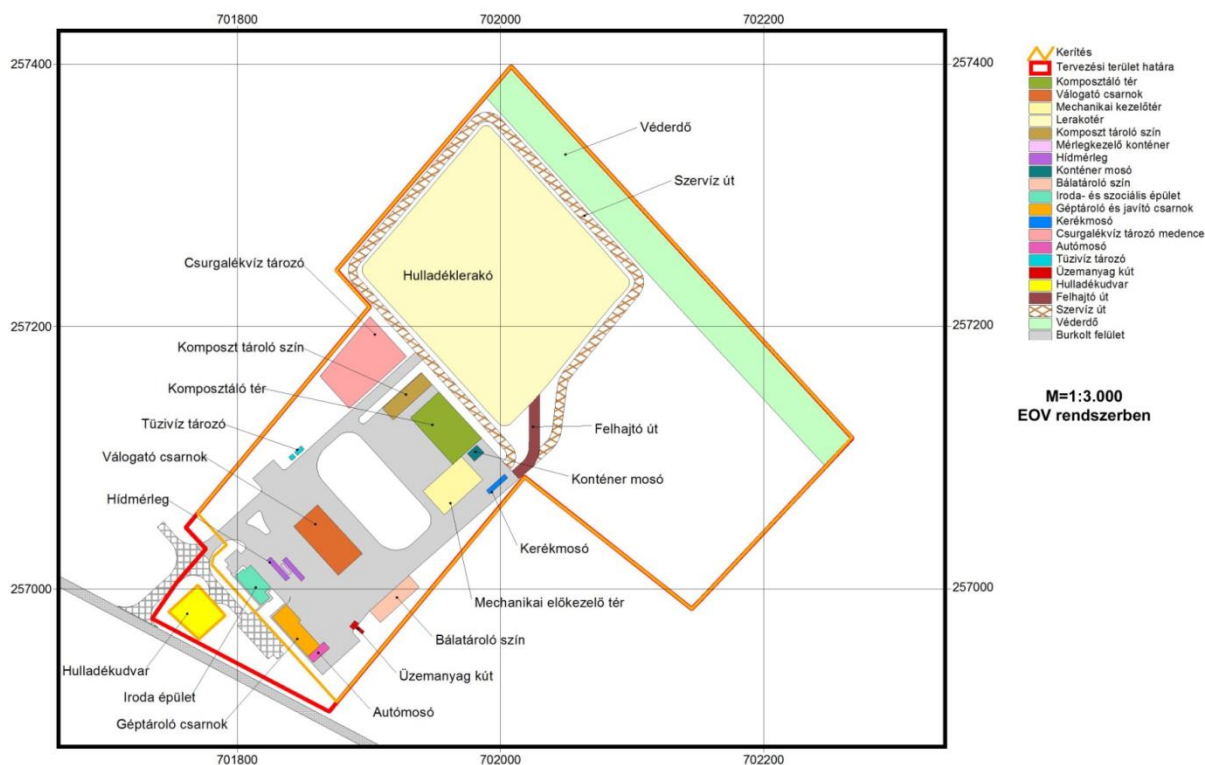 701800
702000
702200
257400
257400
Kerítés
Tervezési terület határa
Komposztáló tér
Válogató csarnok
Mechanikai kezelőtér
Lerakotér
Komposzt tároló szín
Mérlegkezelő konténer
Hídmérleg
Konténer mosó
Bálatároló szín
Iroda- és szociális épület
Géptároló és javító csarnok
Kerékmosó
Csurgalékvíz tározó medence
Autómosó
Tüzivíz tározó
Üzemanyag kút
Hulladékudvar
Felhajtó út
Szervíz út
Véderdő
Burkolt felület
M=1:3.000
EOV rendszerben
Véderdő
Szervíz út
Csurgalékvíz tározó
Hulladéklerakó
257200
257200
Komposzt tároló szín
Komposztáló tér
Tüzivíz tározó
Felhajtó út
Válogató csarnok
Konténer mosó
Hídmérleg
Kerékmosó
257000
257000
Mechanikai előkezelő tér
Bálatároló szín
Hulladékudvar
Üzemanyag kút
Iroda épület
Autómosó
Géptároló csarnok
701800
702000
702200